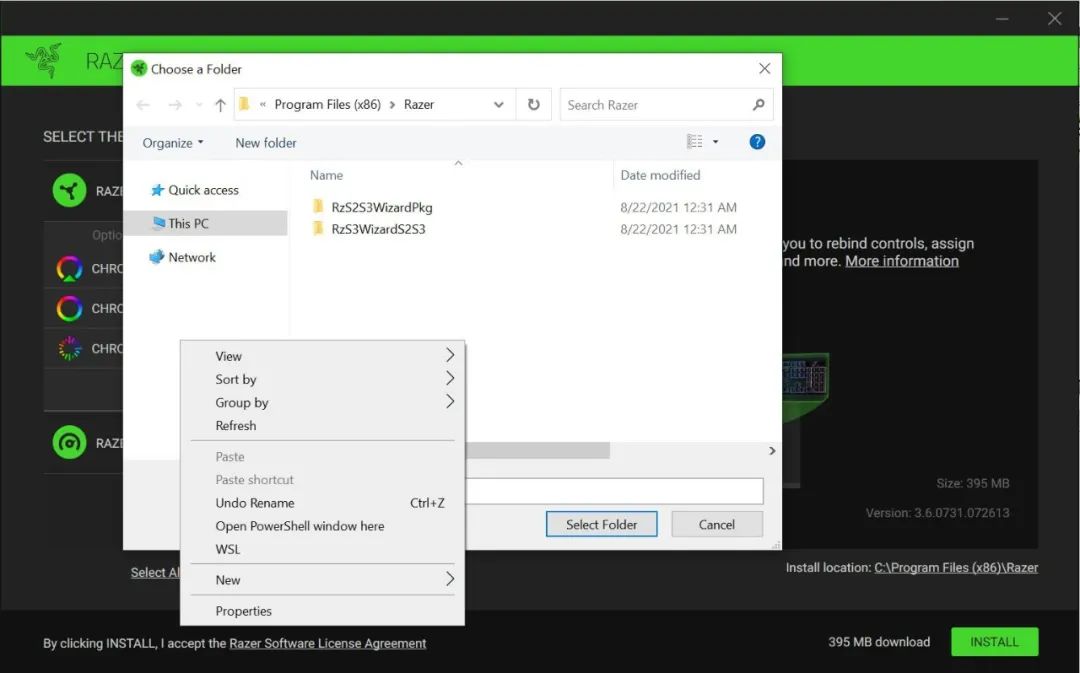 RAZ
Choose a Folder
« Program Files (x86) › Razer
Search Razer
Organize
New folder
SELECT THE
Name
Date modified
Quick access
RAZE
RzS2S3WizardPkg
8/22/2021 12:31 AM
This PC
RzS3WizardS2S3
8/22/2021 12:31 AM
Optio
Network
you to rebind controls, assign
nd more. More information
CHRO
CHRO
CHRO
View
Sort by
Group by
Refresh
RAZE
Paste
Paste shortcut
Undo Rename Ctrl+Z
Open PowerShell window here
WSL
New
Properties
Select Folder
Cancel
Size: 395 MB
Version: 3.6.0731.072613
Select Al
Install location: C:\Program Files (x86)\Razer
By clicking INSTALL, I accept the Razer Software License Agreement
395 MB download
INSTALL